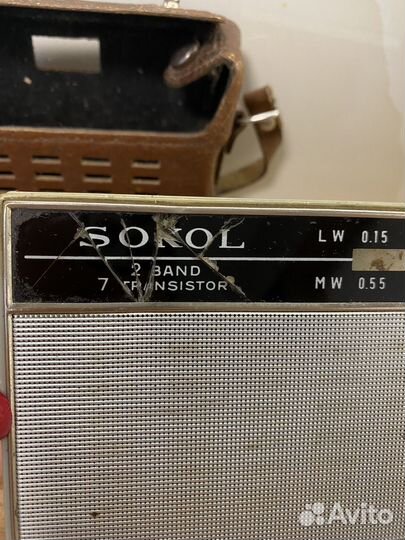 SOKOL
2 BAND
7 TRANSISTOR
LW 0.15
MW 0.55
Avito